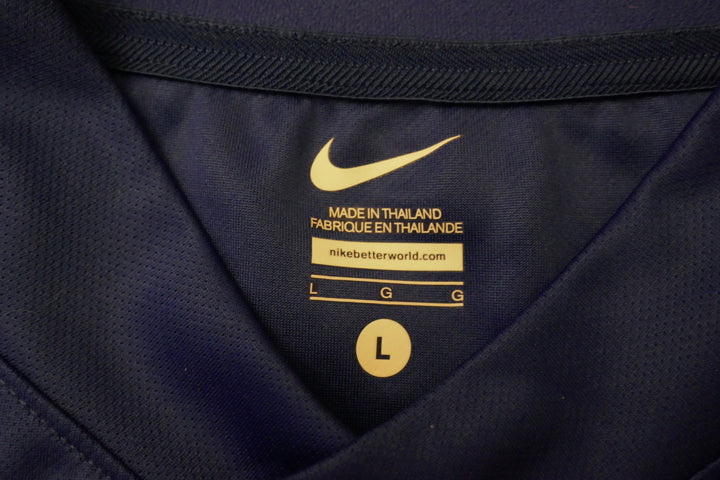 MADE IN THAILAND
FABRIQUE EN THAILANDE
nikebetterworld.com
L G G
L